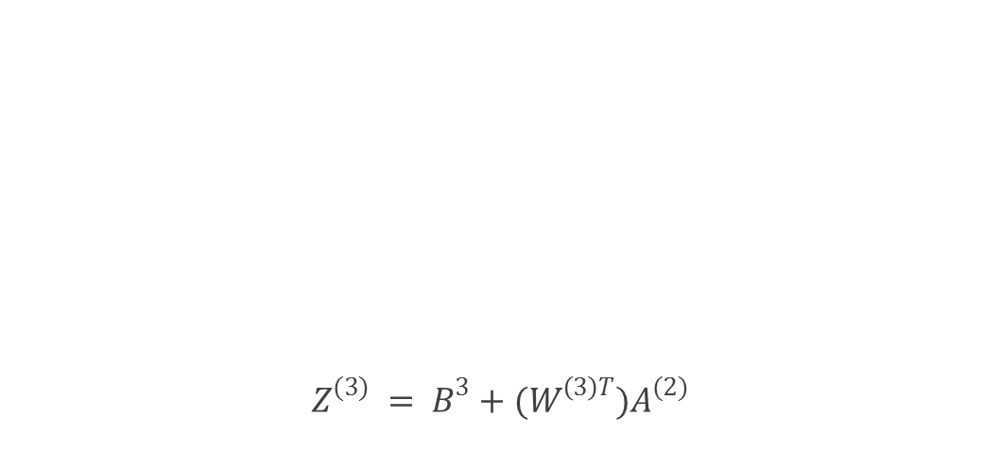 Z^(3) = B^3 + (W^(3)T)A^(2)